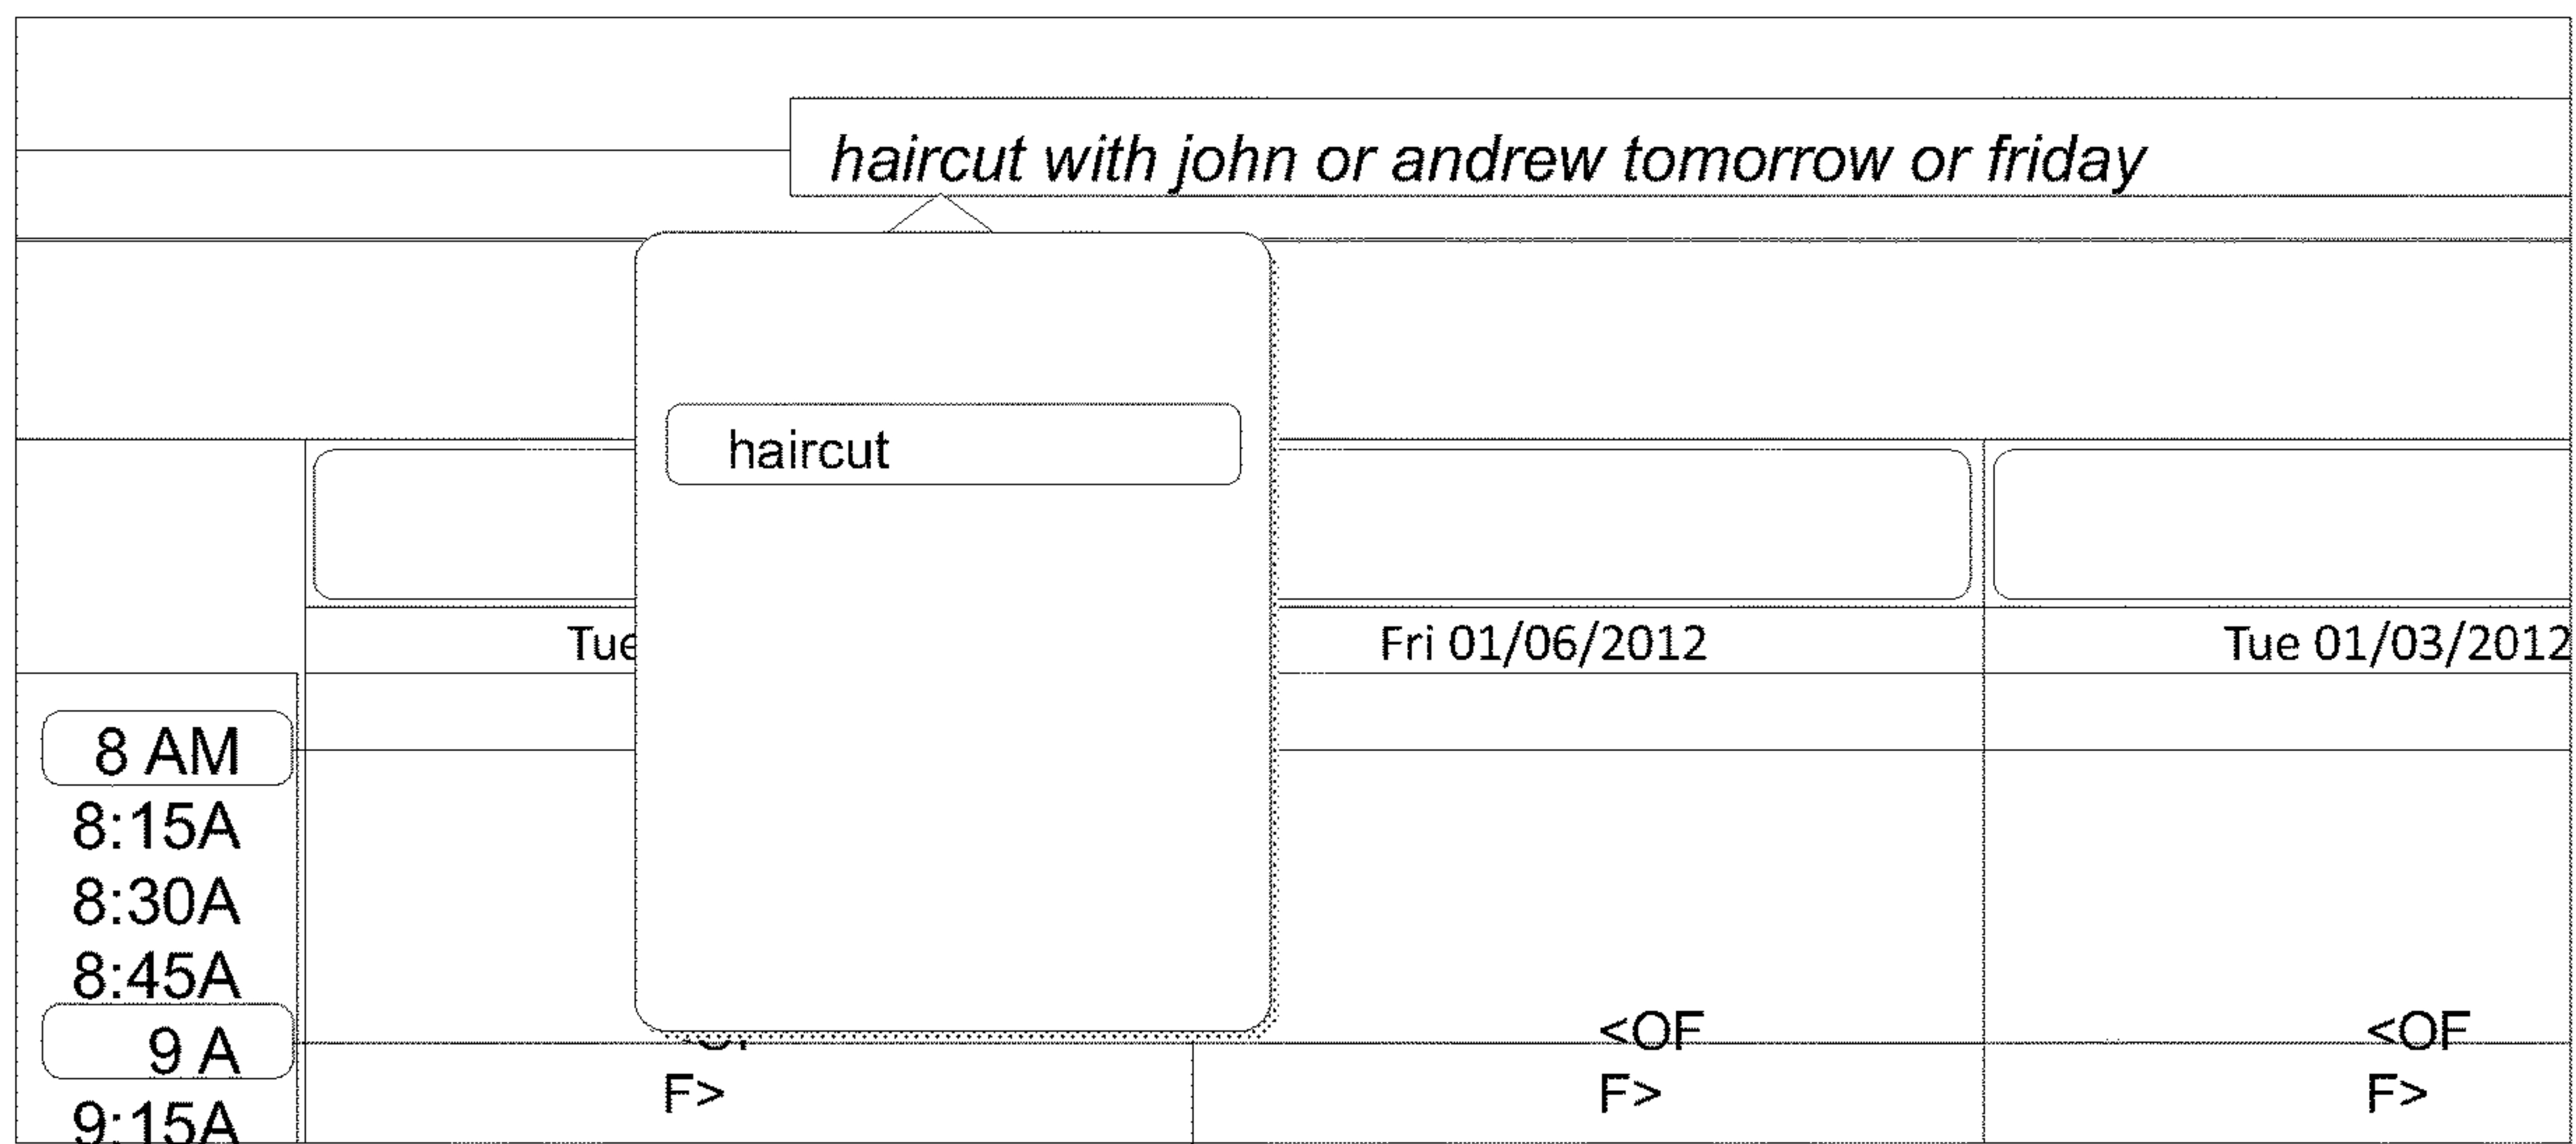 haircut with john or andrew tomorrow or friday
haircut
Tue
Fri 01/06/2012
Tue 01/03/2012
8 AM
8:15A
8:30A
8:45A
9 A
<OF
<OF
F>
F>
F>
9:15A